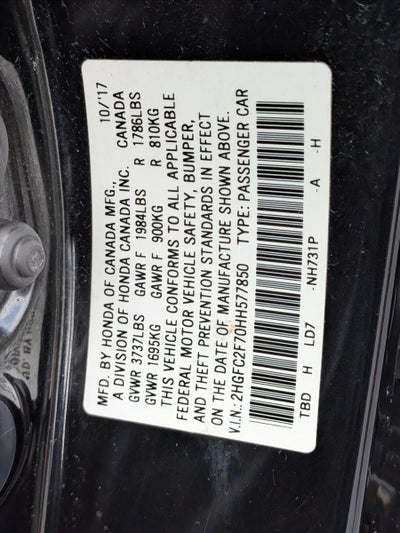 MFD. BY HONDA OF CANADA MFG., 10/'17
A DIVISION OF HONDA CANADA INC. CANADA
GVWR 3737LBS GAWR F 1984LBS R 1786LBS
GVWR 1695KG GAWR F 900KG R 810KG
THIS VEHICLE CONFORMS TO ALL APPLICABLE
FEDERAL MOTOR VEHICLE SAFETY, BUMPER,
AND THEFT PREVENTION STANDARDS IN EFFECT
ON THE DATE OF MANUFACTURE SHOWN ABOVE.
V.I.N.: 2HGFC2F70HH577850 TYPE: PASSENGER CAR
TBD H LD7 -NH731P -A -H